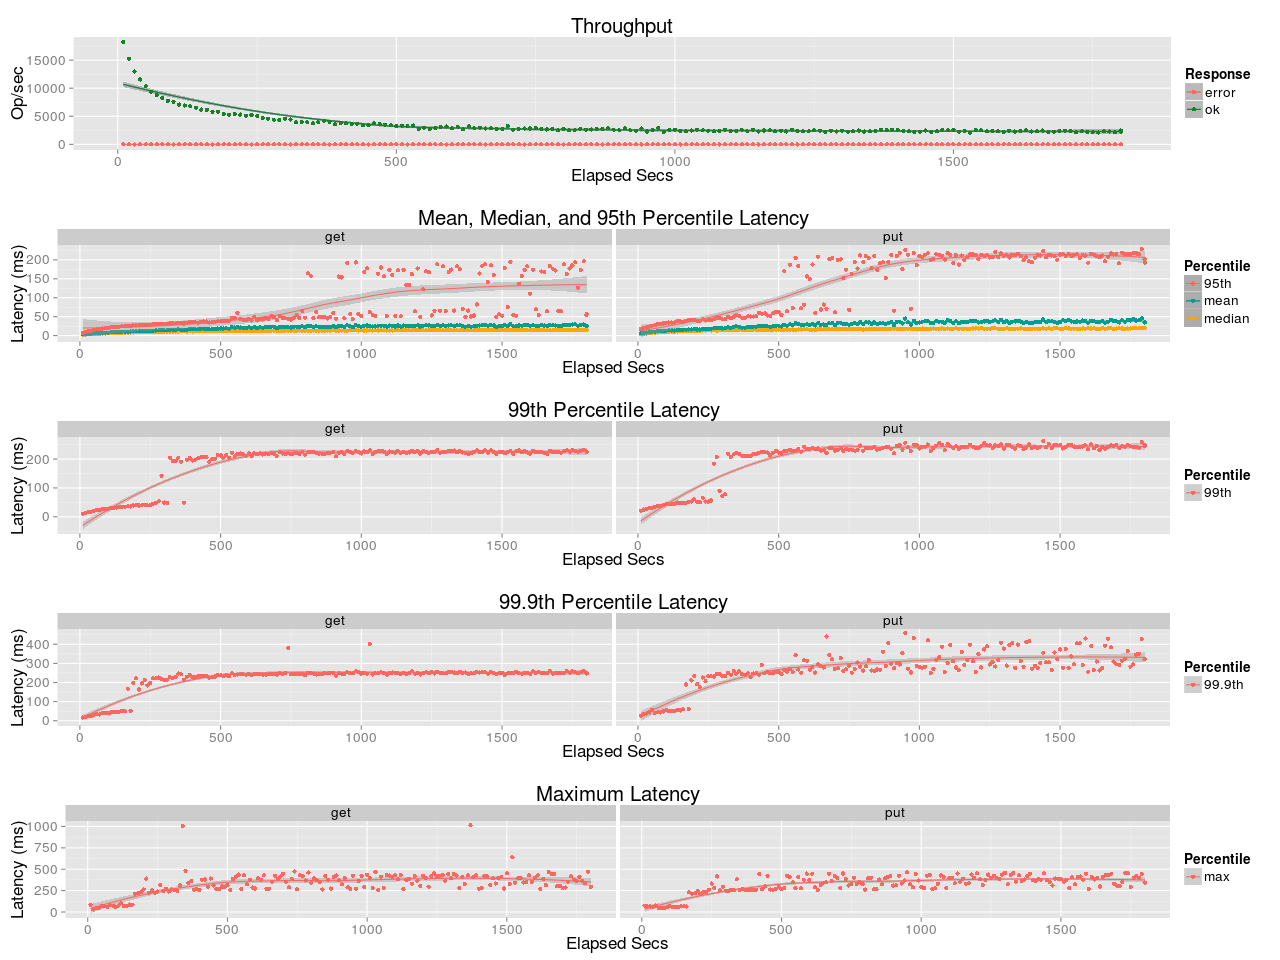 Throughput
Op/sec
15000
10000
5000
0
0 500 1000 1500
Elapsed Secs
Response
error
ok
Mean, Median, and 95th Percentile Latency
get put
Latency (ms)
200
150
100
50
0
0 500 1000 1500 0 500 1000 1500
Elapsed Secs
Percentile
95th
mean
median
99th Percentile Latency
get put
Latency (ms)
200
100
0
0 500 1000 1500 0 500 1000 1500
Elapsed Secs
Percentile
99th
99.9th Percentile Latency
get put
Latency (ms)
400
300
200
100
0
0 500 1000 1500 0 500 1000 1500
Elapsed Secs
Percentile
99.9th
Maximum Latency
get put
Latency (ms)
1000
750
500
250
0
0 500 1000 1500 0 500 1000 1500
Elapsed Secs
Percentile
max